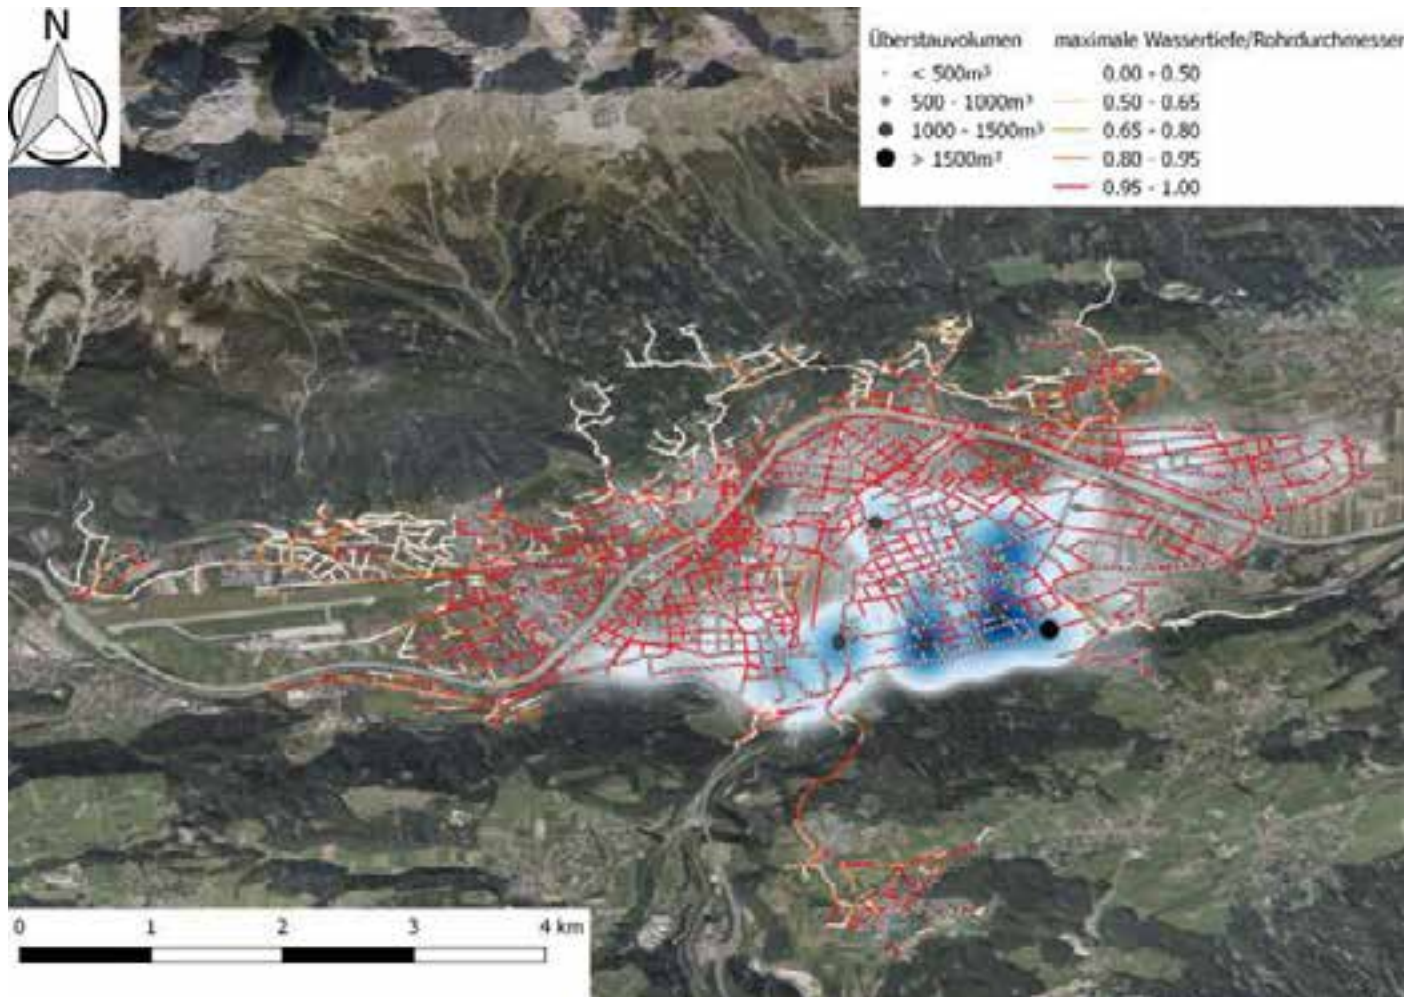 N
Überstauvolumen
< 500m³
500 - 1000m³
1000 - 1500m³
> 1500m³
maximale Wassertiefe/Rohrdurchmesser
0.00 - 0.50
0.50 - 0.65
0.65 - 0.80
0.80 - 0.95
0.95 - 1.00
0 1 2 3 4 km